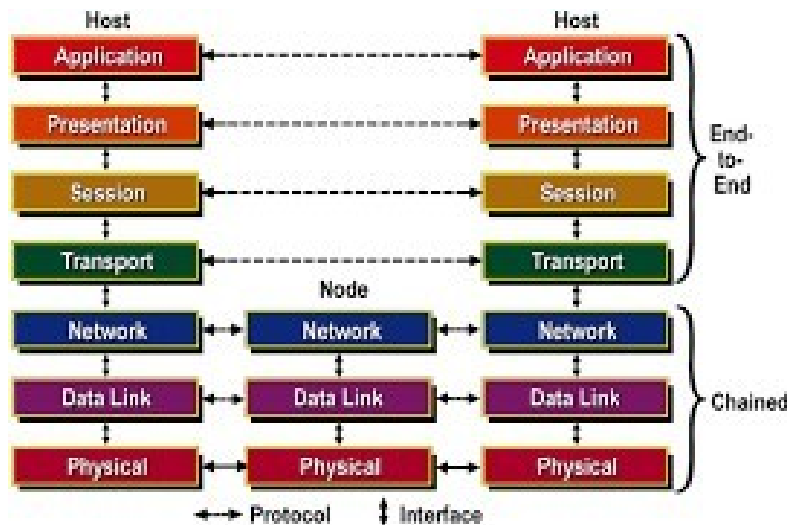 Host Host
Application Application
Presentation Presentation
Session Session
End-
to-
End
Transport Transport
Node
Network Network Network
Data Link Data Link Data Link
Chained
Physical Physical Physical
Protocol Interface